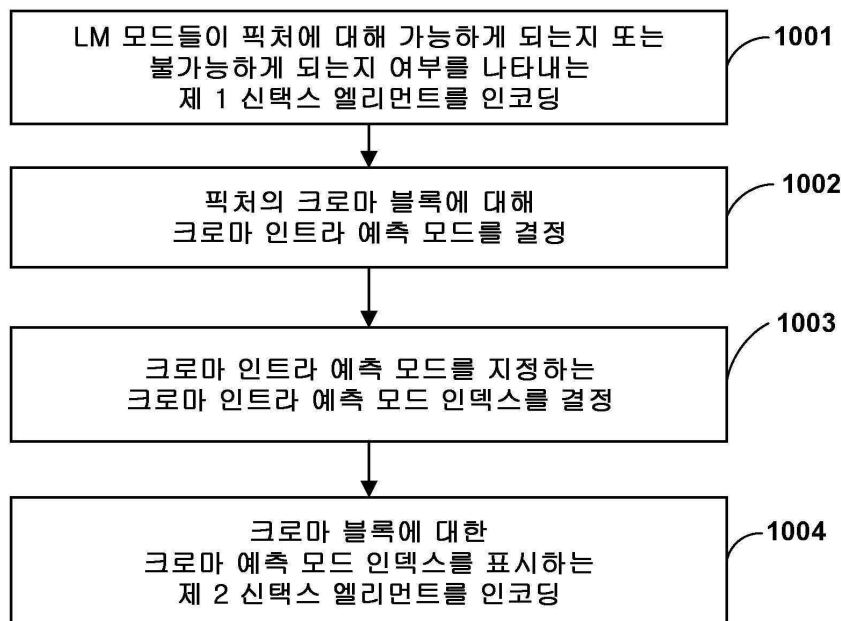 LM 모드들이 픽처에 대해 가능하게 되는지 또는
불가능하게 되는지 여부를 나타내는
제 1 신택스 엘리먼트를 인코딩
1001
픽처의 크로마 블록에 대해
크로마 인트라 예측 모드를 결정
1002
크로마 인트라 예측 모드를 지정하는
크로마 인트라 예측 모드 인덱스를 결정
1003
크로마 블록에 대한
크로마 예측 모드 인덱스를 표시하는
제 2 신택스 엘리먼트를 인코딩
1004